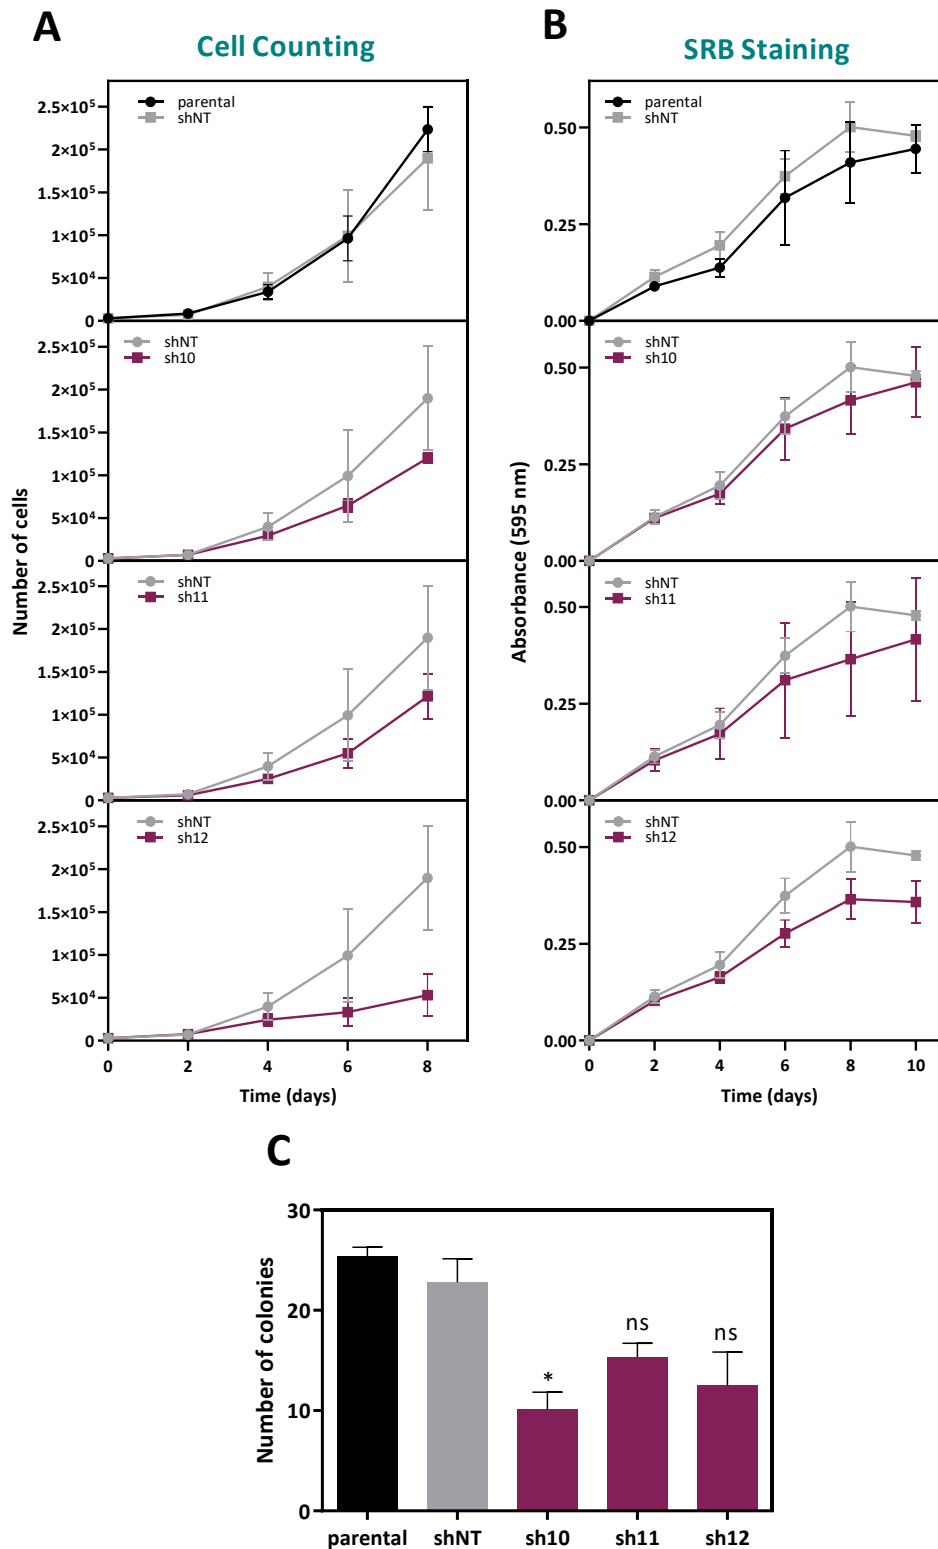 A
Cell Counting
2.5×10⁵
2×10⁵
1.5×10⁵
1×10⁵
5×10⁴
0
parental
shNT
2.5×10⁵
2×10⁵
1.5×10⁵
1×10⁵
5×10⁴
0
shNT
sh10
2.5×10⁵
2×10⁵
1.5×10⁵
1×10⁵
5×10⁴
0
shNT
sh11
2.5×10⁵
2×10⁵
1.5×10⁵
1×10⁵
5×10⁴
0
shNT
sh12
Number of cells
0 2 4 6 8
Time (days)
B
SRB Staining
0.50
0.25
0.00
parental
shNT
0.50
0.25
0.00
shNT
sh10
0.50
0.25
0.00
shNT
sh11
0.50
0.25
0.00
shNT
sh12
Absorbance (595 nm)
0 2 4 6 8 10
Time (days)
C
30
20
10
0
Number of colonies
* ns ns
parental shNT sh10 sh11 sh12